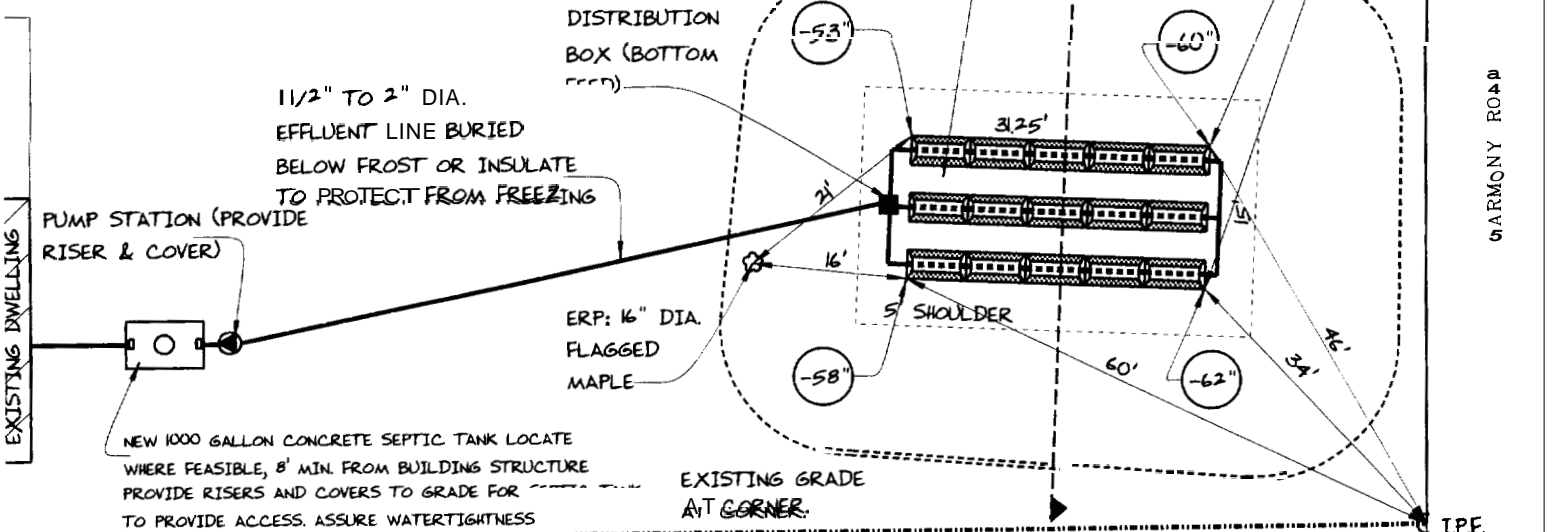 DISTRIBUTION
BOX (BOTTOM
-53"
-60"
11/2" TO 2" DIA.
EFFLUENT LINE BURIED
BELOW FROST OR INSULATE
TO PROTECT FROM FREEZING
31.25'
21'
15'
16'
PUMP STATION (PROVIDE
RISER & COVER)
EXISTING DWELLING
ERP: 16" DIA.
FLAGGED
MAPLE
5' SHOULDER
-58"
-62"
60'
34'
46'
NEW 1000 GALLON CONCRETE SEPTIC TANK LOCATE
WHERE FEASIBLE, 8' MIN. FROM BUILDING STRUCTURE
PROVIDE RISERS AND COVERS TO GRADE FOR
TO PROVIDE ACCESS. ASSURE WATERTIGHTNESS
EXISTING GRADE
AT CORNER.
I.P.F.